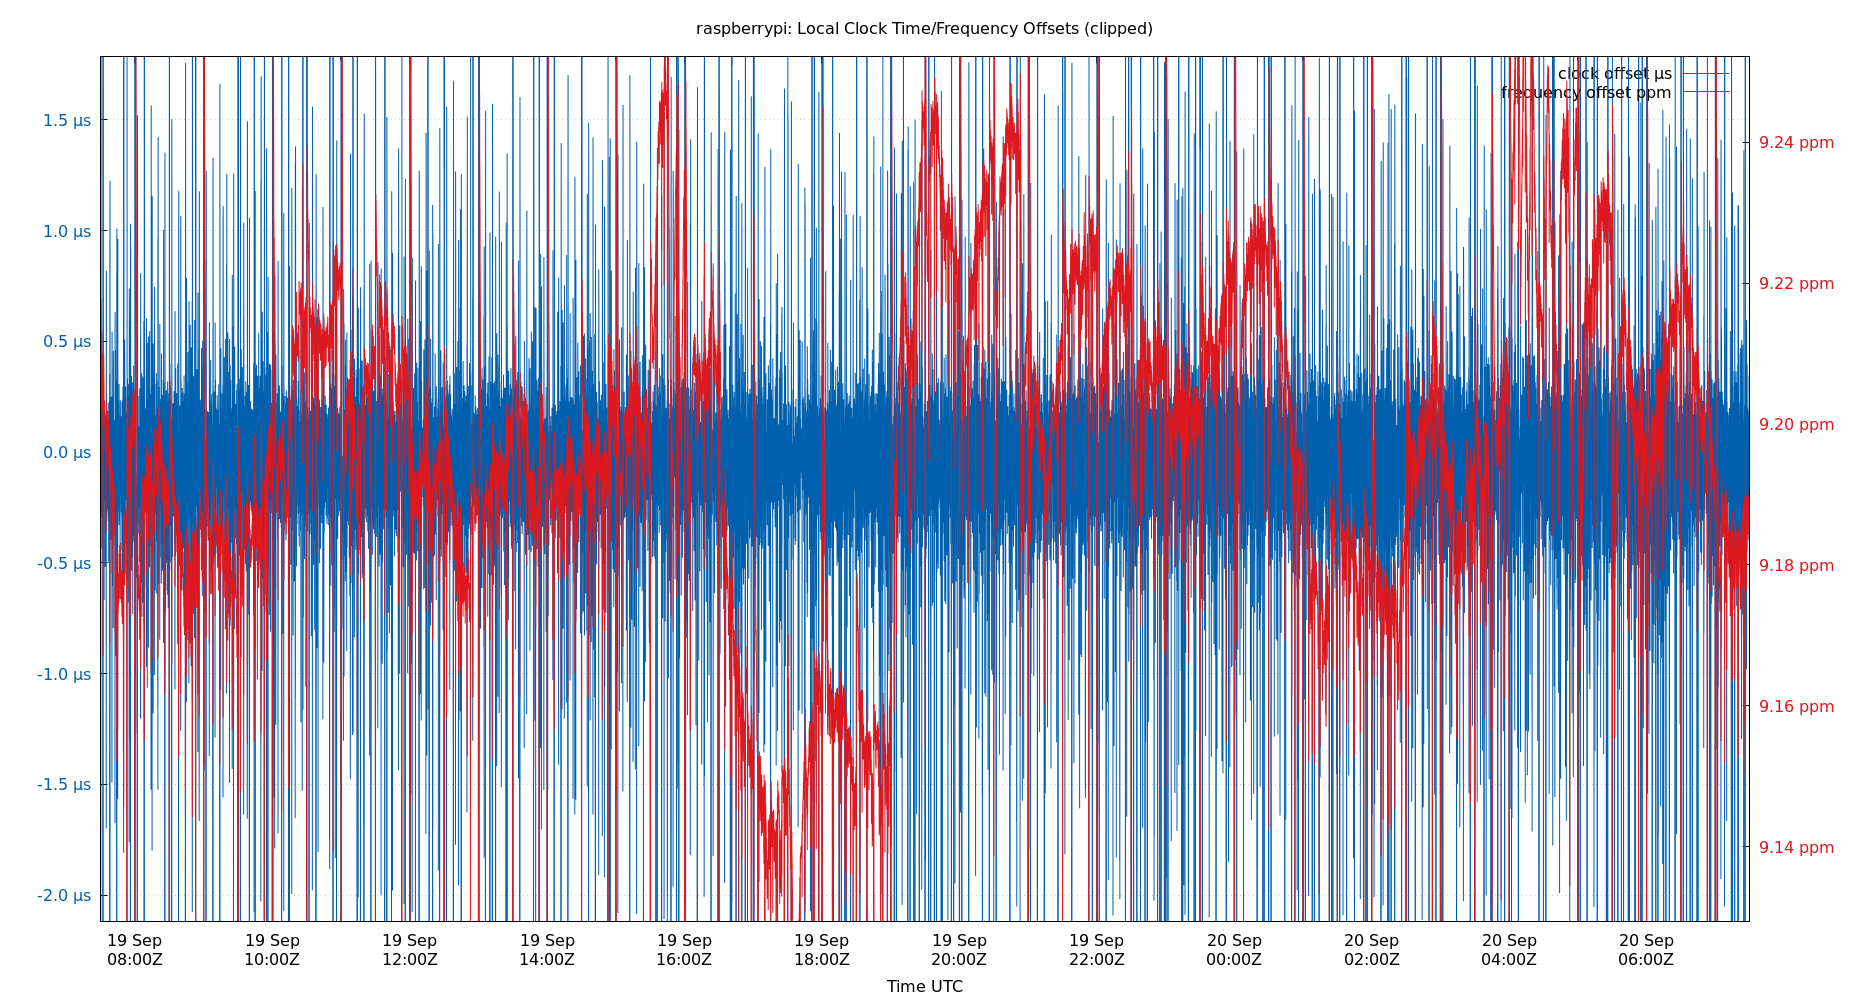 raspberrypi: Local Clock Time/Frequency Offsets (clipped)
clock offset µs
frequency offset ppm
1.5 µs
1.0 µs
0.5 µs
0.0 µs
-0.5 µs
-1.0 µs
-1.5 µs
-2.0 µs
9.24 ppm
9.22 ppm
9.20 ppm
9.18 ppm
9.16 ppm
9.14 ppm
19 Sep
08:00Z
19 Sep
10:00Z
19 Sep
12:00Z
19 Sep
14:00Z
19 Sep
16:00Z
19 Sep
18:00Z
19 Sep
20:00Z
19 Sep
22:00Z
20 Sep
00:00Z
20 Sep
02:00Z
20 Sep
04:00Z
20 Sep
06:00Z
Time UTC